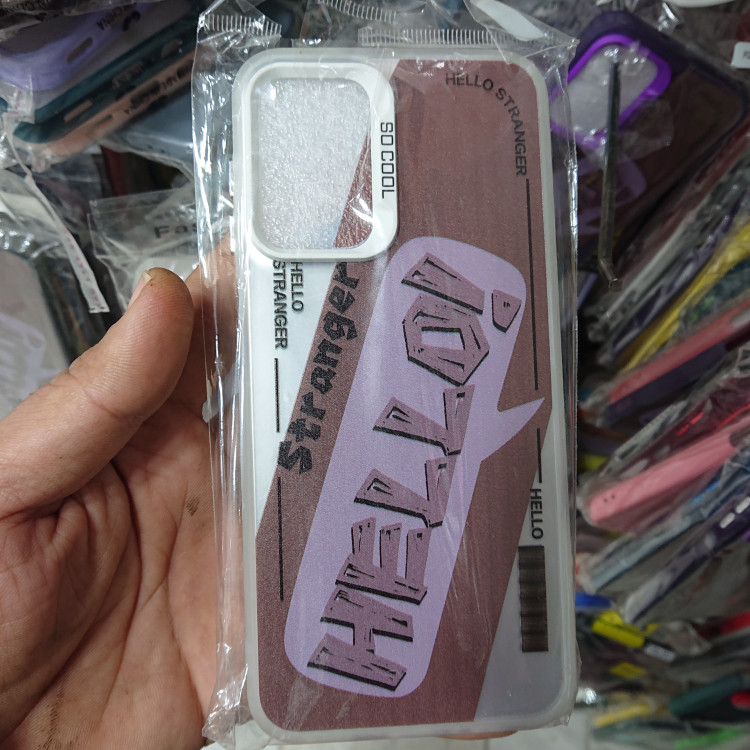 HELLO STRANGER
SO COOL
HELLO
STRANGER
Stranger
HELLO!
HELLO